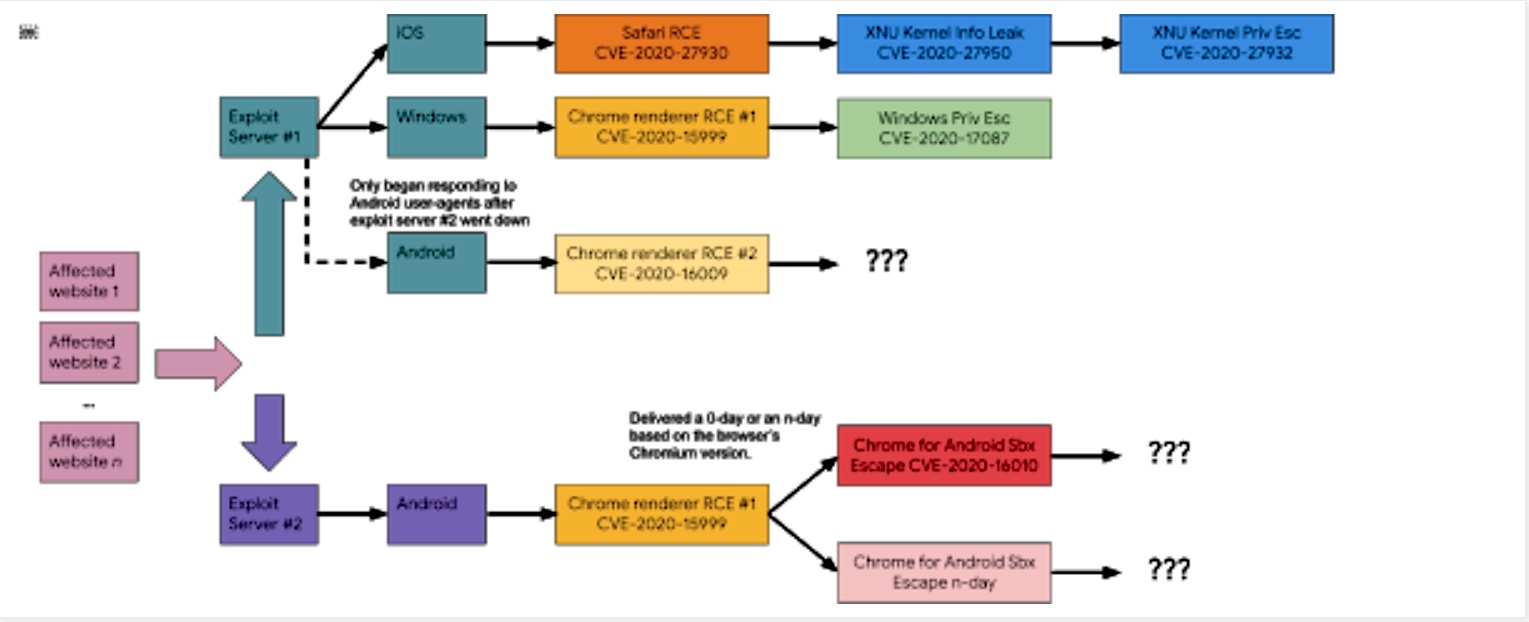 iOS
Safari RCE
CVE-2020-27930
XNU Kernel Info Leak
CVE-2020-27950
XNU Kernel Priv Esc
CVE-2020-27932
Exploit
Server #1
Windows
Chrome renderer RCE #1
CVE-2020-15999
Windows Priv Esc
CVE-2020-17087
Only began responding to
Android user-agents after
exploit server #2 went down
Android
Chrome renderer RCE #2
CVE-2020-16009
???
Affected
website 1
Affected
website 2
...
Affected
website n
Delivered a 0-day or an n-day
based on the browser's
Chromium version.
Chrome for Android Sbx
Escape CVE-2020-16010
???
Exploit
Server #2
Android
Chrome renderer RCE #1
CVE-2020-15999
Chrome for Android Sbx
Escape n-day
???